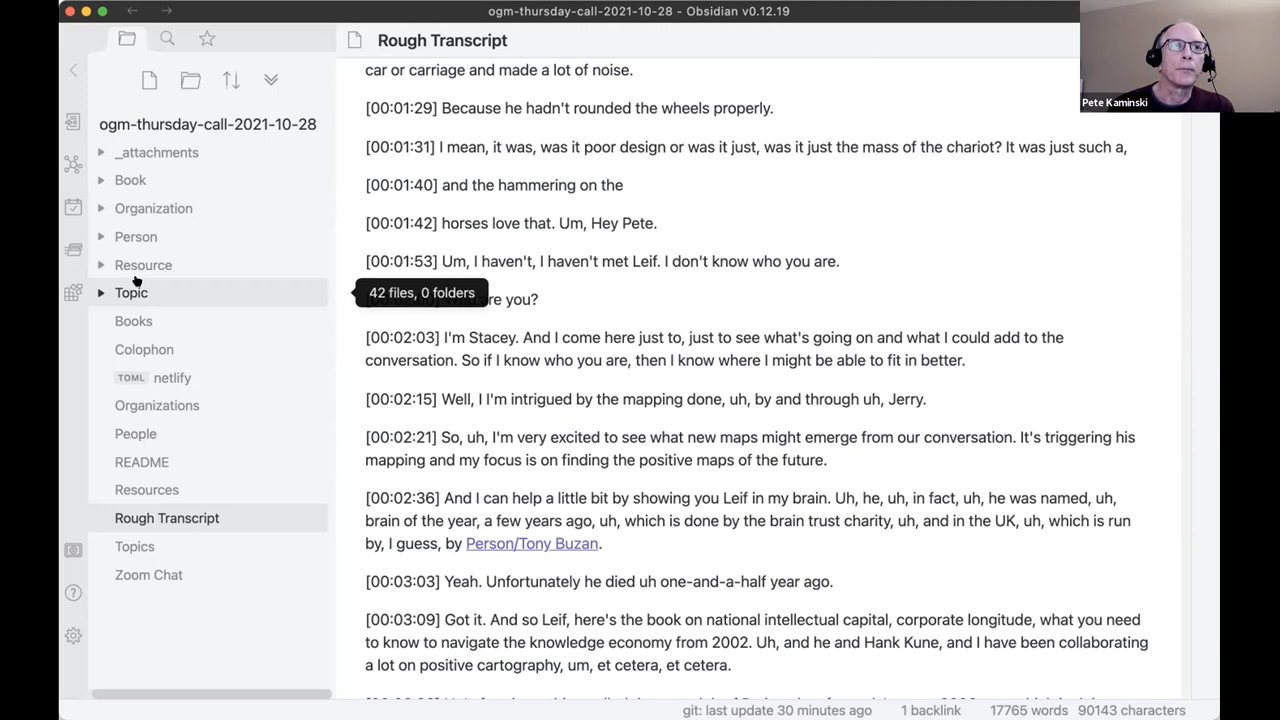 ogm-thursday-call-2021-10-28 - Obsidian v0.12.19
Rough Transcript
Pete Kaminski
ogm-thursday-call-2021-10-28
_attachments
Book
Organization
Person
Resource
Topic
Books
Colophon
TOML netlify
Organizations
People
README
Resources
Rough Transcript
Topics
Zoom Chat
car or carriage and made a lot of noise.
[00:01:29] Because he hadn't rounded the wheels properly.
[00:01:31] I mean, it was, was it poor design or was it just, was it just the mass of the chariot? It was just such a,
[00:01:40] and the hammering on the
[00:01:42] horses love that. Um, Hey Pete.
[00:01:53] Um, I haven't, I haven't met Leif. I don't know who you are.
42 files, 0 folders
re you?
[00:02:03] I'm Stacey. And I come here just to, just to see what's going on and what I could add to the
conversation. So if I know who you are, then I know where I might be able to fit in better.
[00:02:15] Well, I I'm intrigued by the mapping done, uh, by and through uh, Jerry.
[00:02:21] So, uh, I'm very excited to see what new maps might emerge from our conversation. It's triggering his
mapping and my focus is on finding the positive maps of the future.
[00:02:36] And I can help a little bit by showing you Leif in my brain. Uh, he, uh, in fact, uh, he was named, uh,
brain of the year, a few years ago, uh, which is done by the brain trust charity, uh, and in the UK, uh, which is run
by, I guess, by Person/Tony Buzan.
[00:03:03] Yeah. Unfortunately he died uh one-and-a-half year ago.
[00:03:09] Got it. And so Leif, here's the book on national intellectual capital, corporate longitude, what you need
to know to navigate the knowledge economy from 2002. Uh, and he and Hank Kune, and I have been collaborating
a lot on positive cartography, um, et cetera, et cetera.
git: last update 30 minutes ago
1 backlink
17765 words
90143 characters